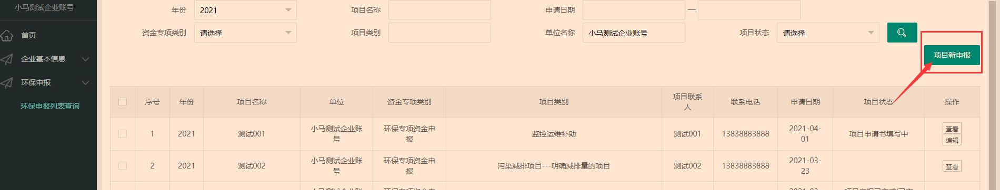 小马测试企业账号
首页
企业基本信息
环保申报
环保申报列表查询
年份 2021 项目名称 申请日期 —
资金专项类别 请选择 项目类别 单位名称 小马测试企业账号 项目状态 请选择
项目新申报
序号 年份 项目名称 单位 资金专项类别 项目类别 项目联系人 联系电话 申请日期 项目状态 操作
1 2021 测试001 小马测试企业账号 环保专项资金申报 监控运维补助 测试001 13838883888 2021-04-01 项目申请书填写中 查看 编辑
2 2021 测试002 小马测试企业账号 环保专项资金申报 污染减排项目---明确减排量的项目 测试002 13838883888 2021-03-23 查看